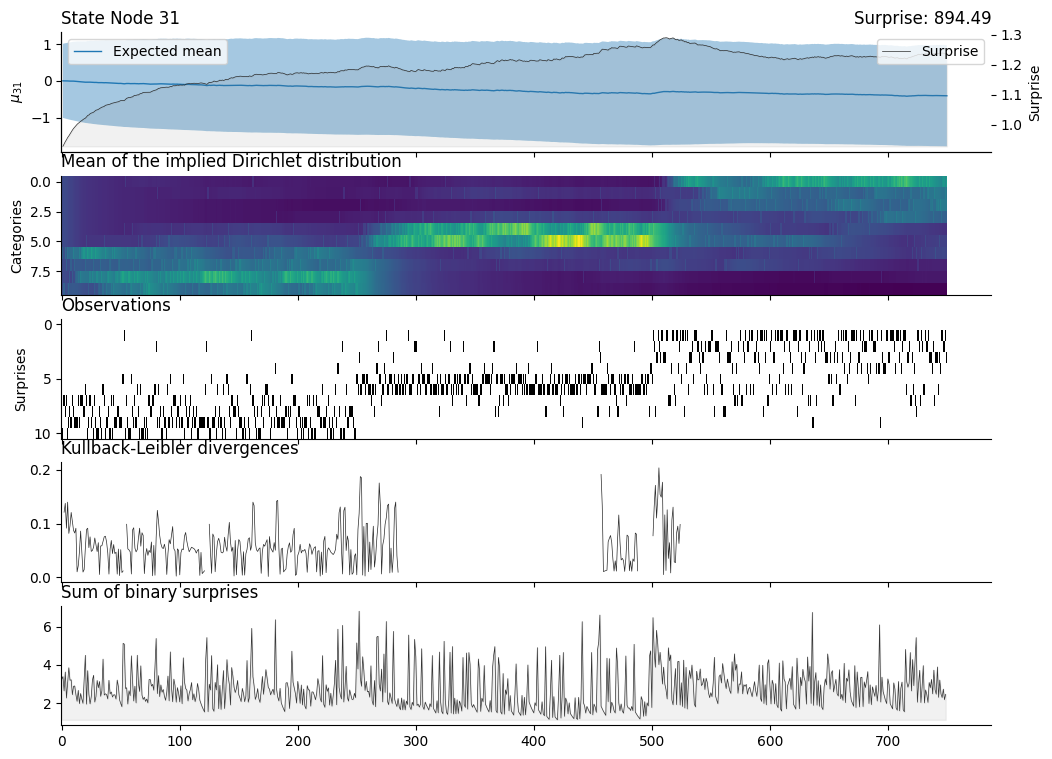 State Node 31 Surprise: 894.49
Expected mean
Surprise
1
0
−1
μ31
1.3
1.2
1.1
1.0
Surprise
Mean of the implied Dirichlet distribution
0.0
2.5
5.0
7.5
Categories
Observations
0
5
10
Surprises
Kullback-Leibler divergences
0.2
0.1
0.0
Sum of binary surprises
6
4
2
0 100 200 300 400 500 600 700